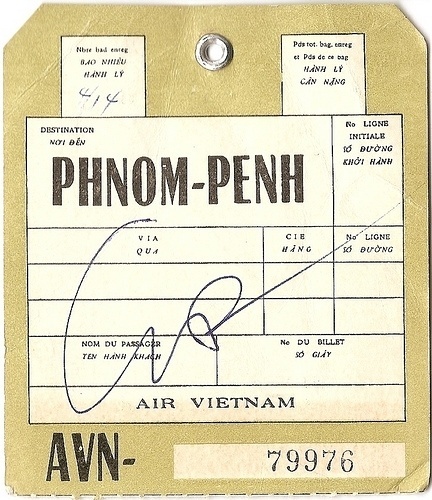 Nbre bad enreg
BAO NHIÊU
HÀNH LÝ
4/4
Pds tot. bag. enreg
et Pds de ce bag
HÀNH LÝ
CÂN NẶNG
DESTINATION
NƠI ĐẾN
PHNOM-PENH
No LIGNE
INITIALE
SỐ ĐƯỜNG
KHỞI HÀNH
VIA
QUA
CIE
HÃNG
No LIGNE
SỐ ĐƯỜNG
NOM DU PASSAGER
TÊN HÀNH KHÁCH
No DU BILLET
SỐ GIẤY
AIR VIETNAM
AVN-
79976